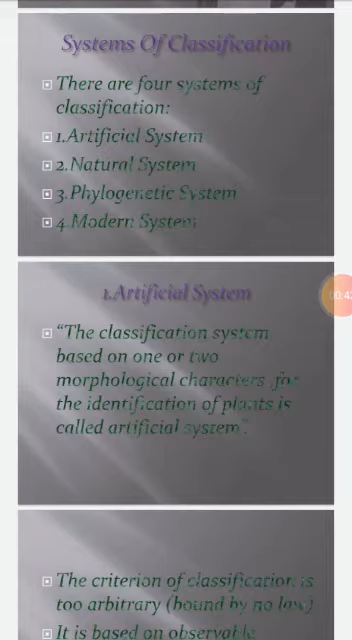 Systems Of Classification
There are four systems of
classification:
1.Artificial System
2.Natural System
3.Phylogenetic System
4.Modern System
1.Artificial System
“The classification system
based on one or two
morphological characters ,for
the identification of plants is
called artificial system”.
The criterion of classification is
too arbitrary (bound by no law)
It is based on observable